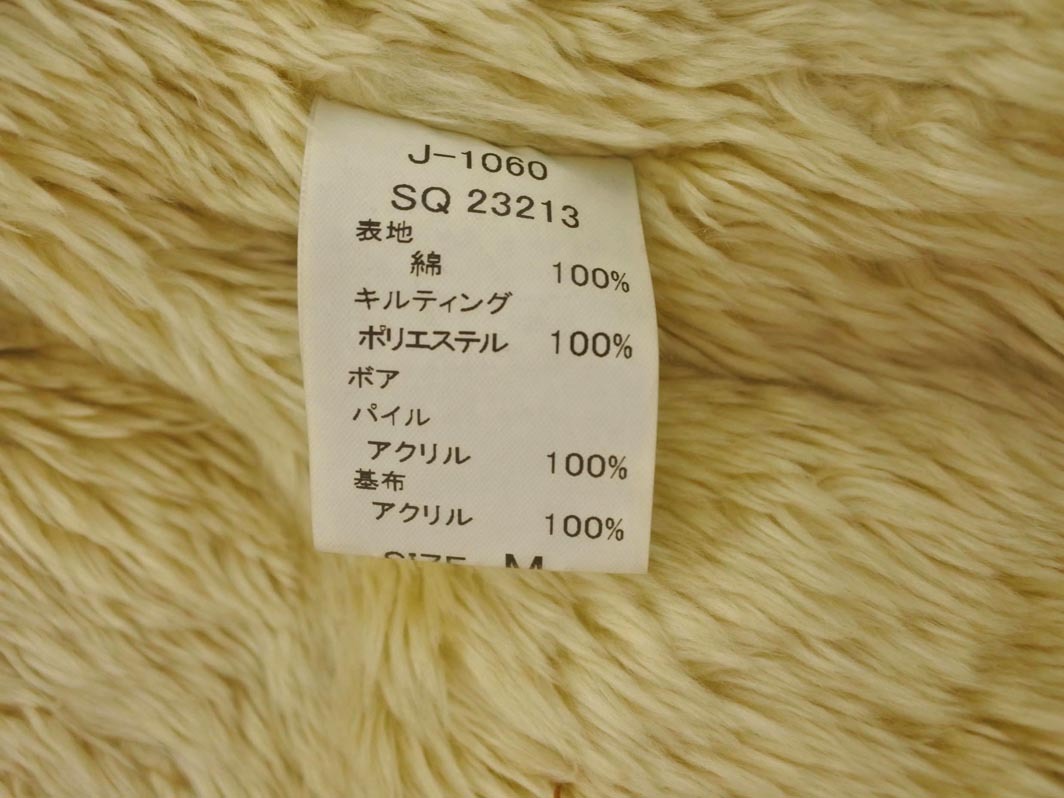 J-1060
SQ 23213
表地
綿 100%
キルティング
ポリエステル 100%
ボア
パイル
アクリル 100%
基布
アクリル 100%
SIZE M